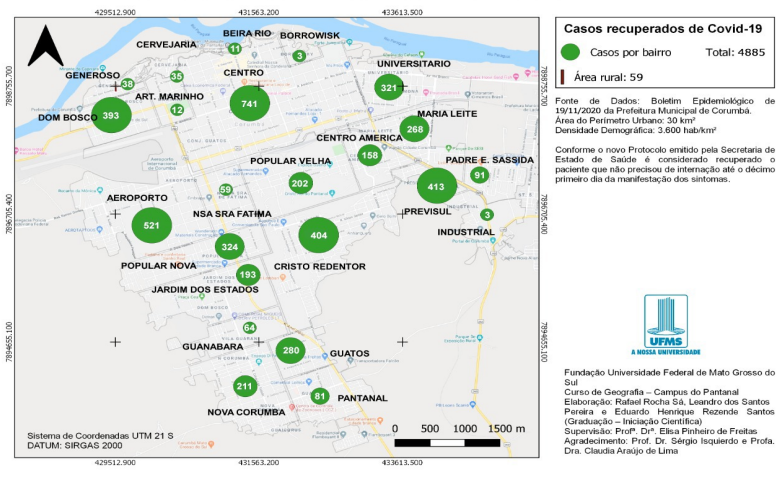 429512.900 431563.200 433613.500
BEIRA RIO
BORROWISK
CERVEJARIA
11
3
GENEROSO
35
CENTRO
UNIVERSITARIO
38
ART. MARINHO
321
12
741
393
DOM BOSCO
MARIA LEITE
268
CENTRO AMERICA
158
POPULAR VELHA
PADRE E. SASSIDA
91
59
202
413
AEROPORTO
NSA SRA FATIMA
PREVISUL
3
521
404
INDUSTRIAL
324
POPULAR NOVA
CRISTO REDENTOR
193
JARDIM DOS ESTADOS
64
GUANABARA
280
GUATOS
211
81
PANTANAL
NOVA CORUMBA
0 500 1000 1500 m
Sistema de Coordenadas UTM 21 S
DATUM: SIRGAS 2000
429512.900 431563.200 433613.500
7898755.700
7896705.400
7894655.100
7898755.700
7896705.400
7894655.100
Casos recuperados de Covid-19
Casos por bairro Total: 4885
Área rural: 59
Fonte de Dados: Boletim Epidemiológico de
19/11/2020 da Prefeitura Municipal de Corumbá.
Área do Perímetro Urbano: 30 km²
Densidade Demográfica: 3.600 hab/km²
Conforme o novo Protocolo emitido pela Secretaria de
Estado de Saúde é considerado recuperado o
paciente que não precisou de internação até o décimo
primeiro dia da manifestação dos sintomas.
UFMS
A NOSSA UNIVERSIDADE
Fundação Universidade Federal de Mato Grosso do
Sul
Curso de Geografia – Campus do Pantanal
Elaboração: Rafael Rocha Sá, Leandro dos Santos
Pereira e Eduardo Henrique Rezende Santos
(Graduação – Iniciação Científica)
Supervisão: Profª. Drª. Elisa Pinheiro de Freitas
Agradecimento: Prof. Dr. Sérgio Isquierdo e Profa.
Dra. Claudia Araújo de Lima